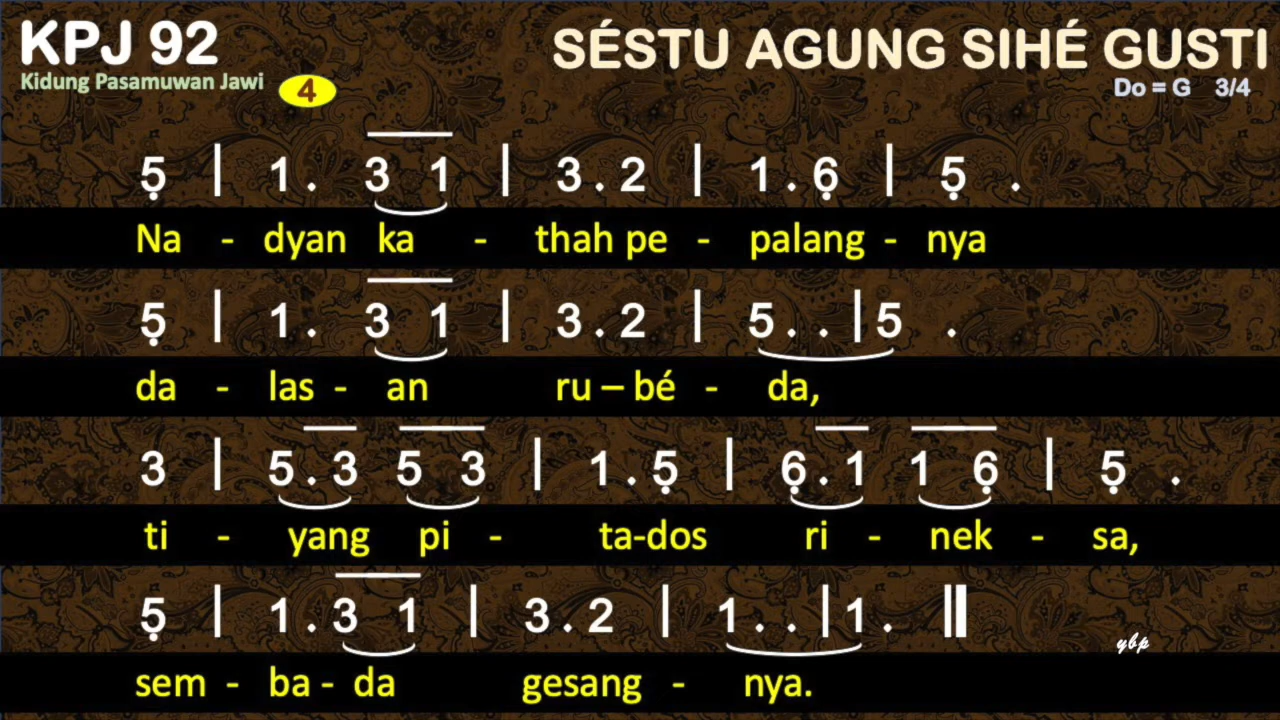 KPJ 92
SÉSTU AGUNG SIHÉ GUSTI
Kidung Pasamuwan Jawi
4
Do = G 3/4
5̣ | 1 . 3 1 | 3 . 2 | 1 . 6̣ | 5̣ .
Na - dyan ka - thah pe - palang - nya
5̣ | 1 . 3 1 | 3 . 2 | 5 . . | 5 .
da - las - an ru – bé - da,
3 | 5 . 3 5 3 | 1 . 5̣ | 6̣ . 1 1 6̣ | 5̣ .
ti - yang pi - ta-dos ri - nek - sa,
5̣ | 1 . 3 1 | 3 . 2 | 1 . . | 1 . ||
ybp
sem - ba - da gesang - nya.